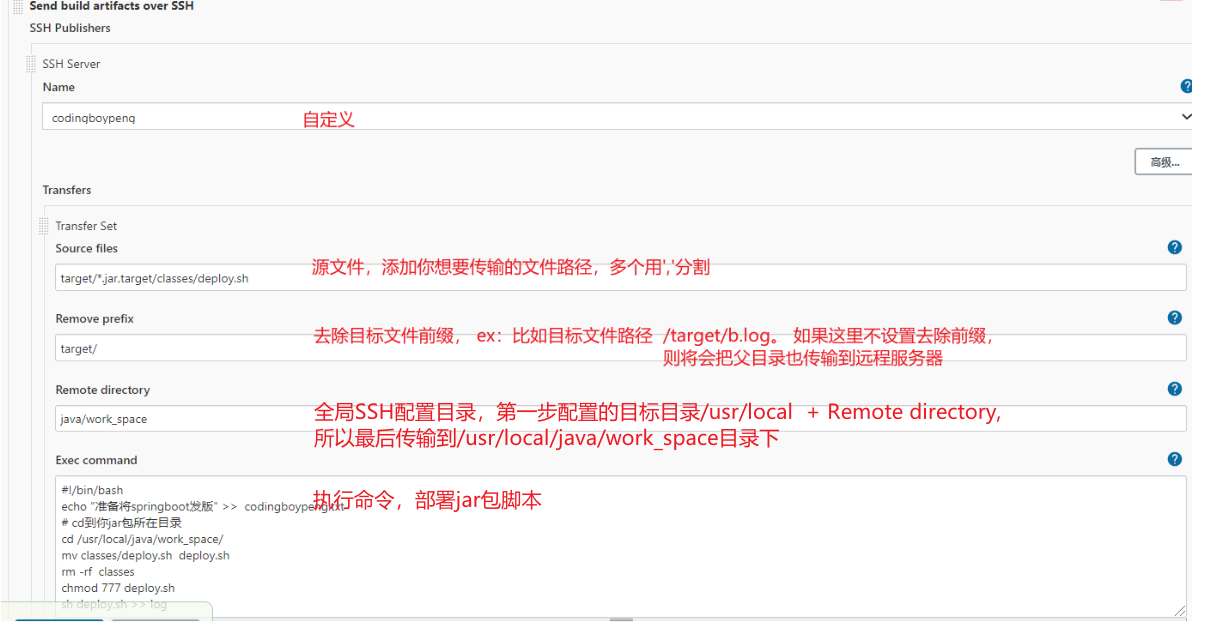 Send build artifacts over SSH
SSH Publishers
SSH Server
Name
codingboypeng
自定义
高级...
Transfers
Transfer Set
Source files
源文件，添加你想要传输的文件路径，多个用','分割
target/*.jar.target/classes/deploy.sh
Remove prefix
去除目标文件前缀， ex：比如目标文件路径 /target/b.log。 如果这里不设置去除前缀，
target/
则将会把父目录也传输到远程服务器
Remote directory
全局SSH配置目录，第一步配置的目标目录/usr/local + Remote directory,
java/work_space
所以最后传输到/usr/local/java/work_space目录下
Exec command
#!/bin/bash
执行命令，部署jar包脚本
echo "准备将springboot发版" >> codingboypeng.txt
# cd到你jar包所在目录
cd /usr/local/java/work_space/
mv classes/deploy.sh deploy.sh
rm -rf classes
chmod 777 deploy.sh
sh deploy.sh >> log